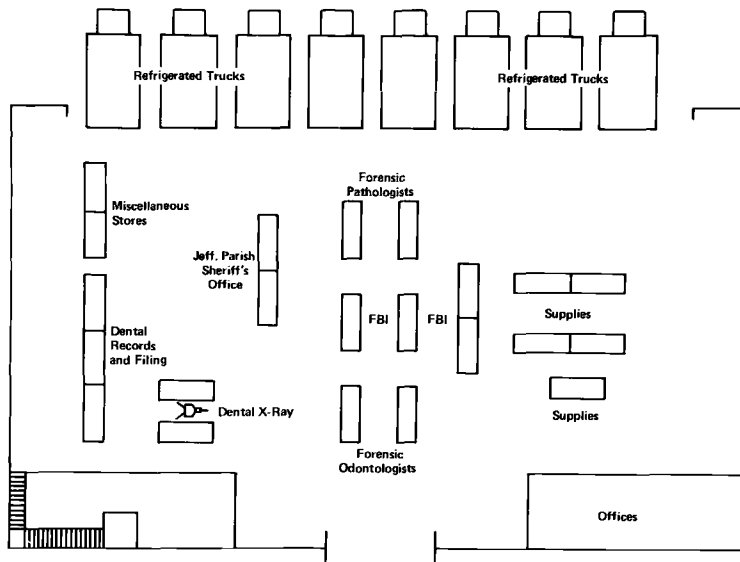 Refrigerated Trucks
Refrigerated Trucks
Miscellaneous
Stores
Forensic
Pathologists
Jeff. Parish
Sheriff's
Office
FBI
FBI
Supplies
Dental
Records
and Filing
Dental X-Ray
Supplies
Forensic
Odontologists
Offices